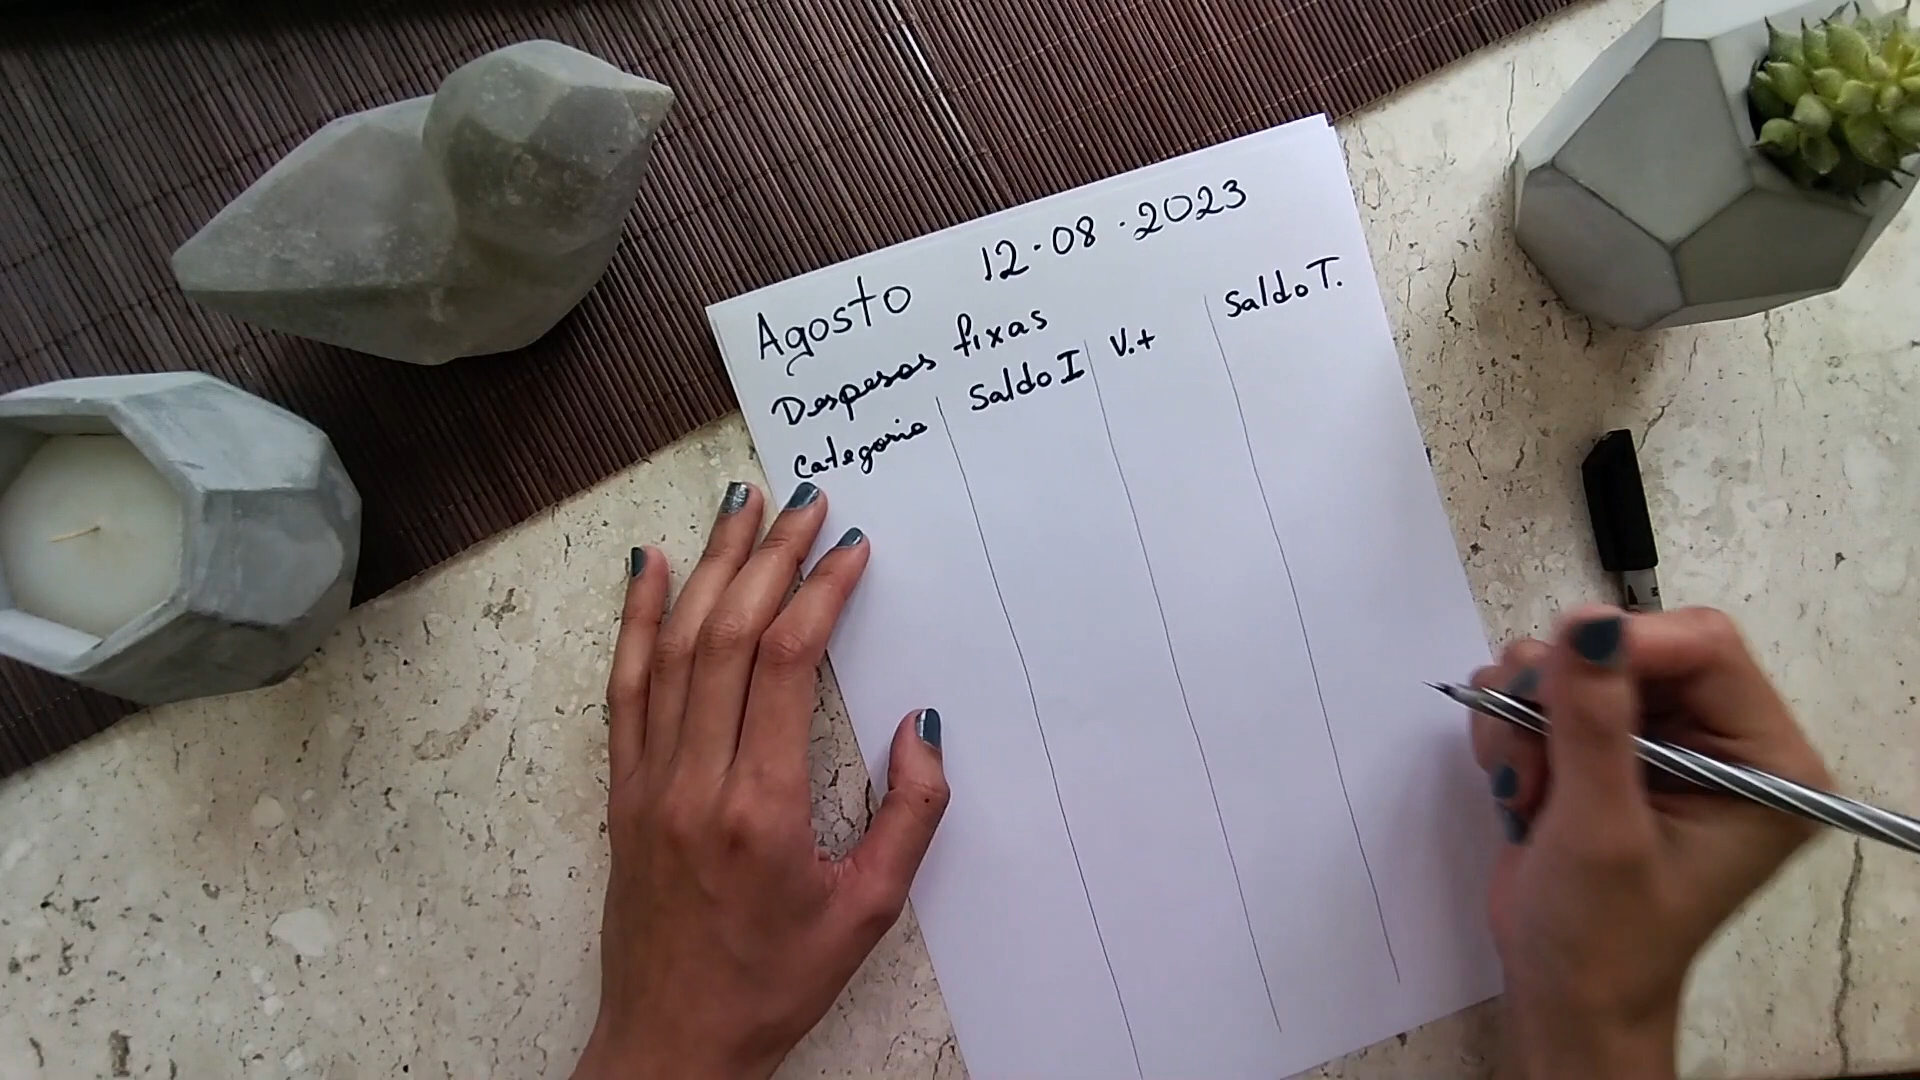 Agosto 12.08.2023
Despesas fixas
Categoria Saldo I V.+ Saldo T.